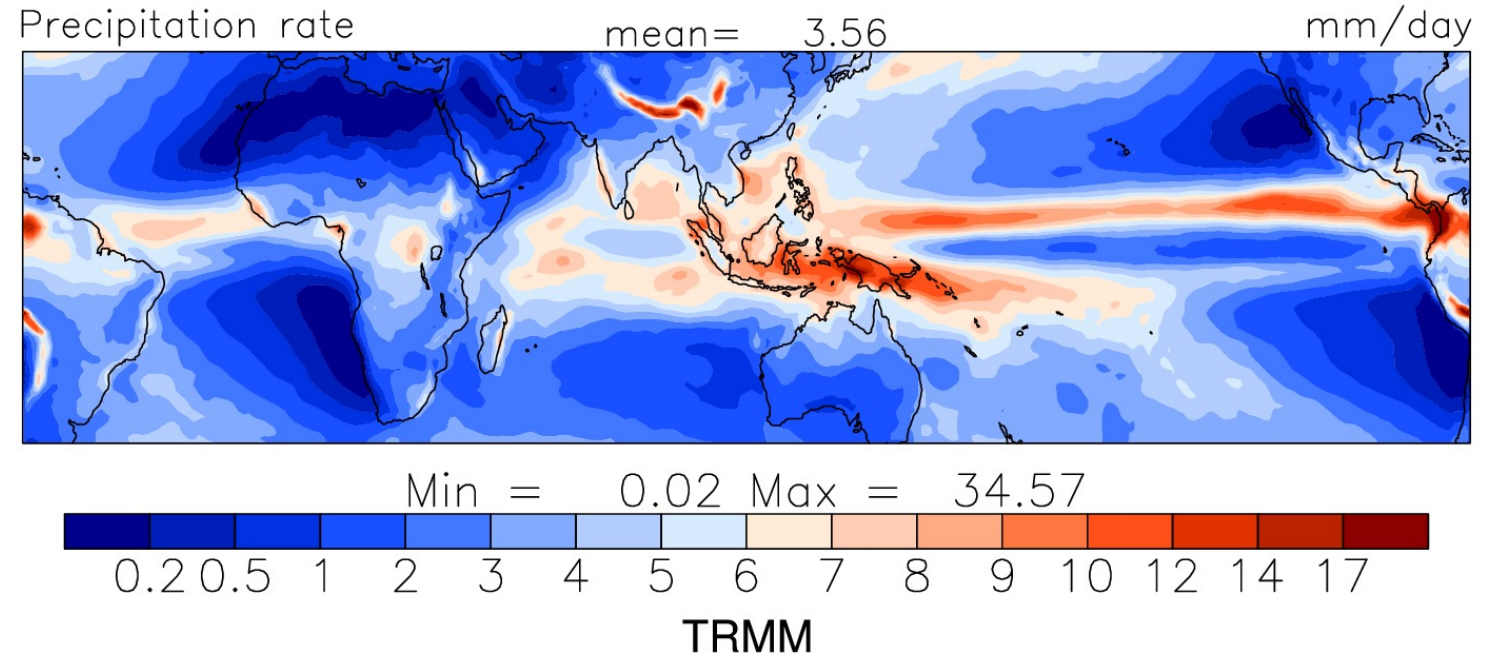 Precipitation rate mean= 3.56 mm/day
Min = 0.02 Max = 34.57
0.2 0.5 1 2 3 4 5 6 7 8 9 10 12 14 17
TRMM